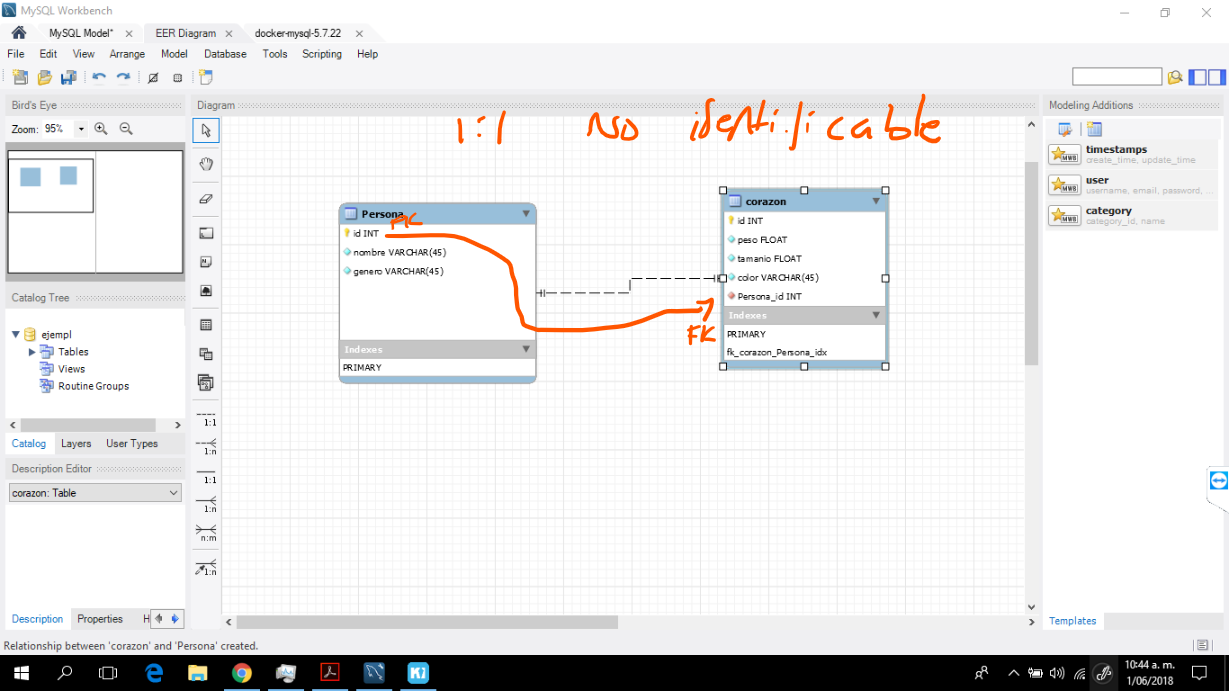 MySQL Workbench
MySQL Model* EER Diagram docker-mysql-5.7.22
File Edit View Arrange Model Database Tools Scripting Help
Bird's Eye
Zoom: 95%
Diagram
1:1 No identificable
Modeling Additions
timestamps
create_time, update_time
user
username, email, password, ...
category
category_id, name
Persona
PK
id INT
nombre VARCHAR(45)
genero VARCHAR(45)
Indexes
PRIMARY
corazon
id INT
peso FLOAT
tamanio FLOAT
color VARCHAR(45)
Persona_id INT
FK
Indexes
PRIMARY
fk_corazon_Persona_idx
Catalog Tree
ejempl
Tables
Views
Routine Groups
Catalog Layers User Types
Description Editor
corazon: Table
1:1
1:n
1:1
1:n
n:m
1:n
Description Properties H
Templates
Relationship between 'corazon' and 'Persona' created.
10:44 a. m.
1/06/2018